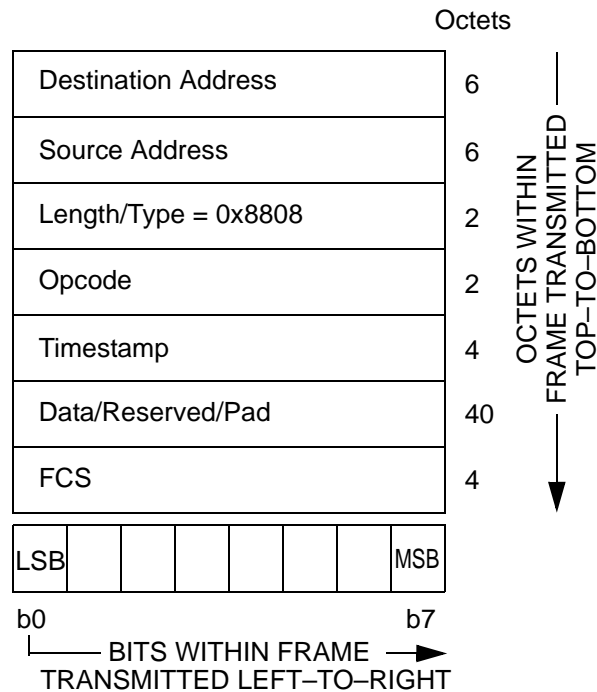 Octets
Destination Address 6
Source Address 6
Length/Type = 0x8808 2
Opcode 2
Timestamp 4
Data/Reserved/Pad 40
FCS 4
OCTETS WITHIN
FRAME TRANSMITTED
TOP–TO–BOTTOM
LSB MSB
b0 b7
BITS WITHIN FRAME
TRANSMITTED LEFT–TO–RIGHT